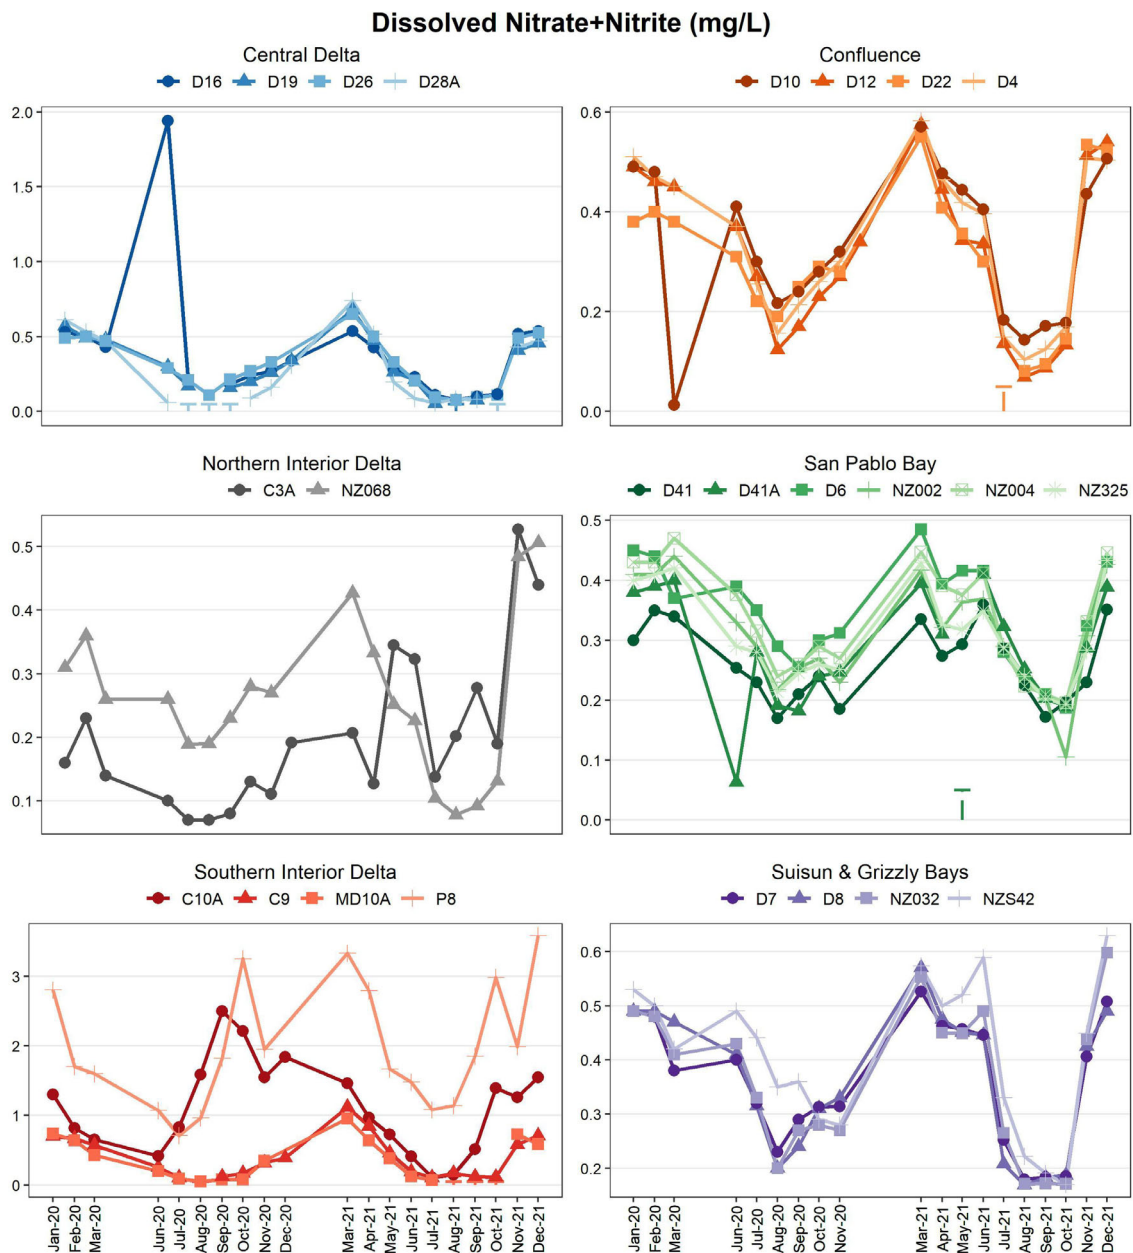 Dissolved Nitrate+Nitrite (mg/L)
Central Delta
D16 D19 D26 D28A
2.0
1.5
1.0
0.5
0.0
Confluence
D10 D12 D22 D4
0.6
0.4
0.2
0.0
Northern Interior Delta
C3A NZ068
0.5
0.4
0.3
0.2
0.1
San Pablo Bay
D41 D41A D6 NZ002 NZ004 NZ325
0.5
0.4
0.3
0.2
0.1
0.0
Southern Interior Delta
C10A C9 MD10A P8
3
2
1
0
Jan-20 Feb-20 Mar-20 Jun-20 Jul-20 Aug-20 Sep-20 Oct-20 Nov-20 Dec-20 Mar-21 Apr-21 May-21 Jun-21 Jul-21 Aug-21 Sep-21 Oct-21 Nov-21 Dec-21
Suisun & Grizzly Bays
D7 D8 NZ032 NZS42
0.6
0.5
0.4
0.3
0.2
Jan-20 Feb-20 Mar-20 Jun-20 Jul-20 Aug-20 Sep-20 Oct-20 Nov-20 Mar-21 Apr-21 May-21 Jun-21 Jul-21 Aug-21 Sep-21 Oct-21 Nov-21 Dec-21